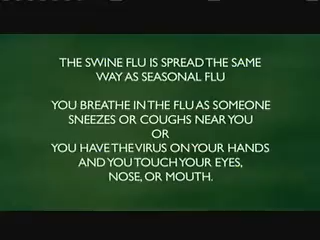 THE SWINE FLU IS SPREAD THE SAME
WAY AS SEASONAL FLU
YOU BREATHE IN THE FLU AS SOMEONE
SNEEZES OR COUGHS NEAR YOU
OR
YOU HAVE THE VIRUS ON YOUR HANDS
AND YOU TOUCH YOUR EYES,
NOSE, OR MOUTH.